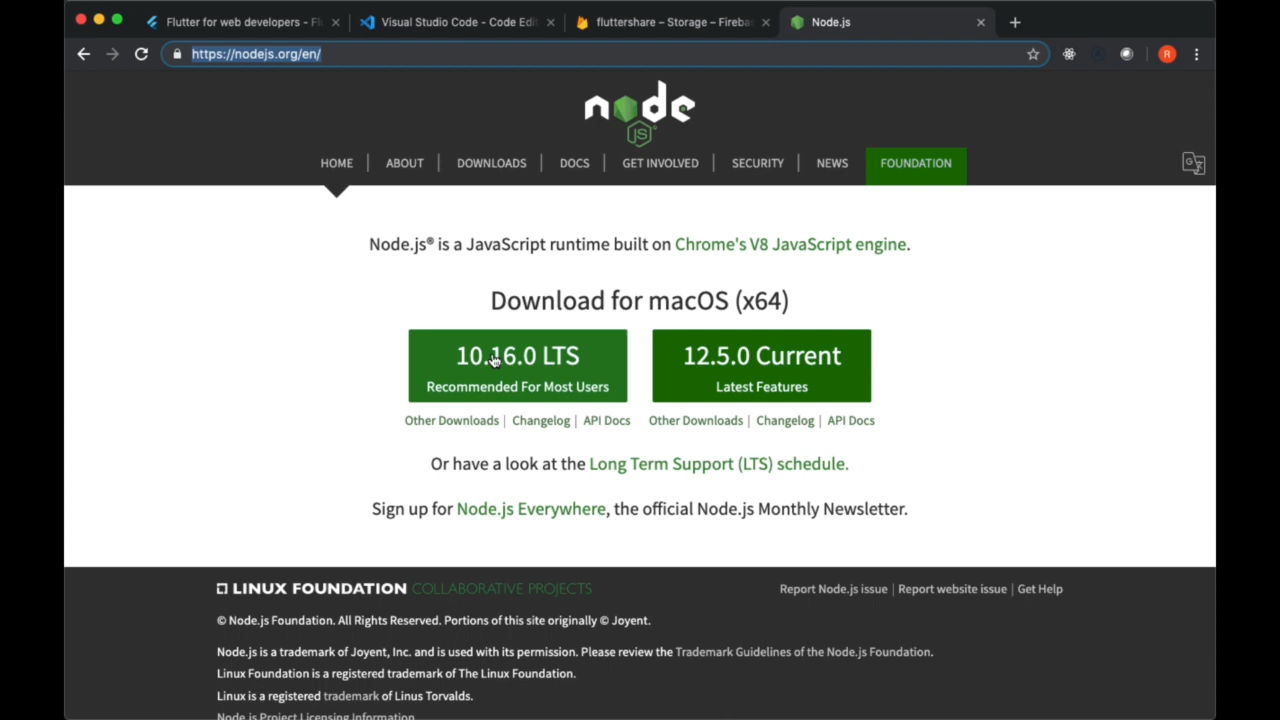 Flutter for web developers - Fl
Visual Studio Code - Code Edit
fluttershare – Storage – Firebas
Node.js
https://nodejs.org/en/
R
node
JS
HOME | ABOUT | DOWNLOADS | DOCS | GET INVOLVED | SECURITY | NEWS FOUNDATION
Node.js® is a JavaScript runtime built on Chrome's V8 JavaScript engine.
Download for macOS (x64)
10.16.0 LTS
Recommended For Most Users
12.5.0 Current
Latest Features
Other Downloads | Changelog | API Docs
Other Downloads | Changelog | API Docs
Or have a look at the Long Term Support (LTS) schedule.
Sign up for Node.js Everywhere, the official Node.js Monthly Newsletter.
LINUX FOUNDATION COLLABORATIVE PROJECTS
Report Node.js issue | Report website issue | Get Help
© Node.js Foundation. All Rights Reserved. Portions of this site originally © Joyent.
Node.js is a trademark of Joyent, Inc. and is used with its permission. Please review the Trademark Guidelines of the Node.js Foundation.
Linux Foundation is a registered trademark of The Linux Foundation.
Linux is a registered trademark of Linus Torvalds.
Node.js Project Licensing Information.